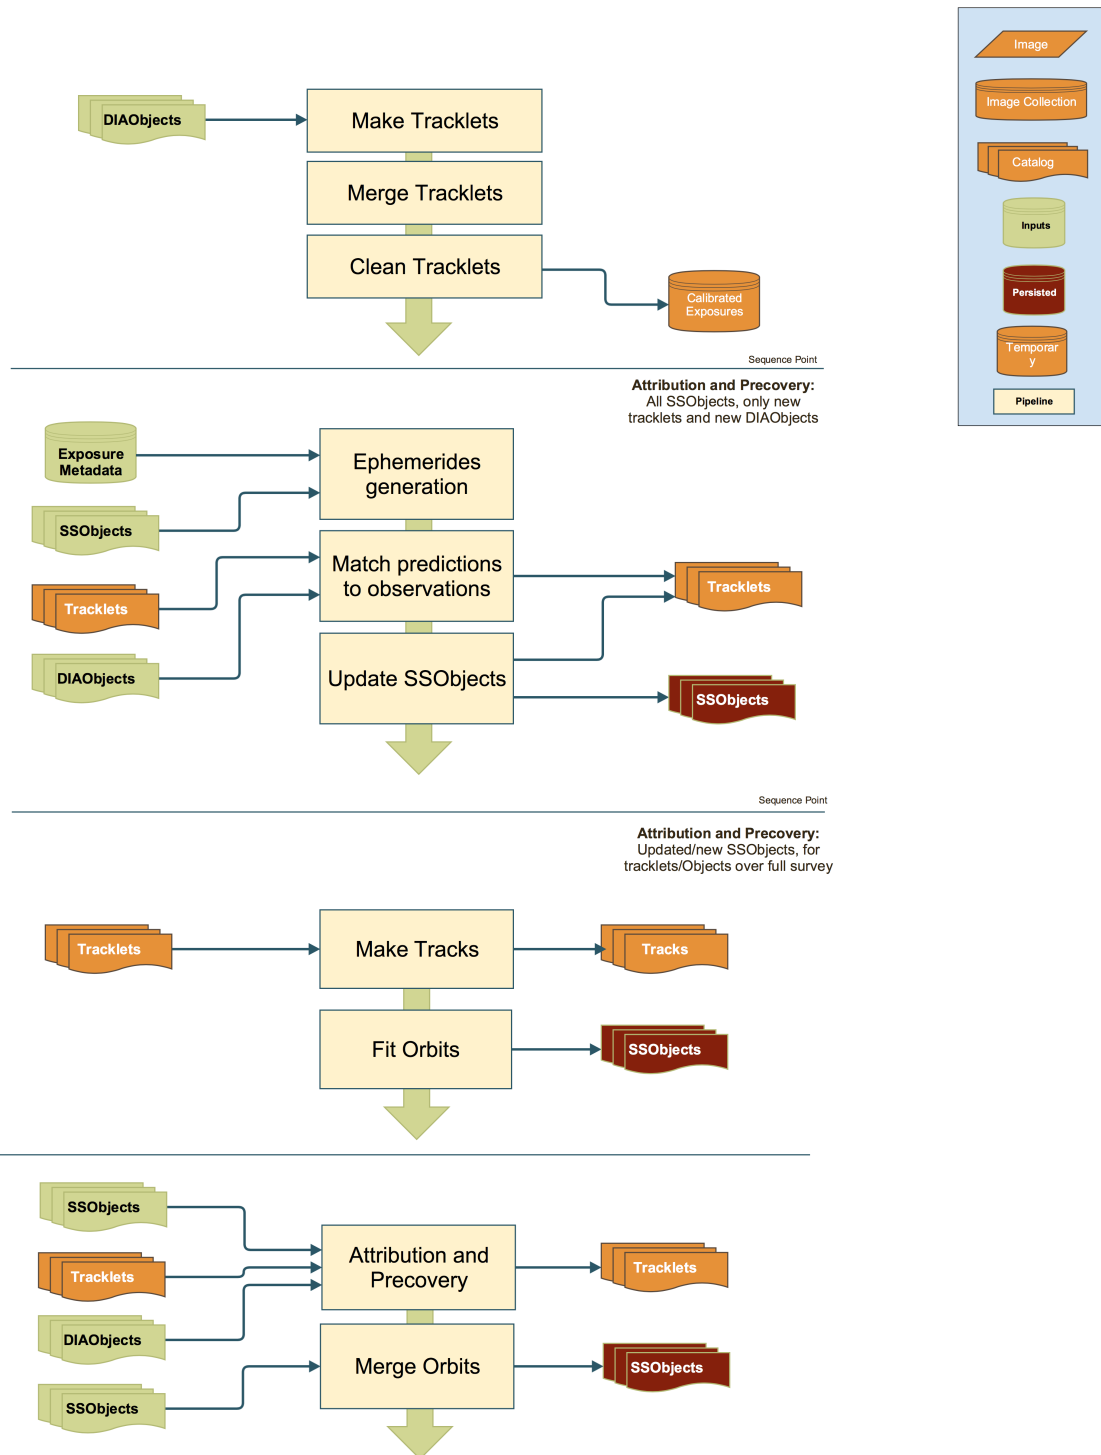 Image
Image Collection
Catalog
Inputs
Persisted
Temporar
y
Pipeline
DIAObjects
Make Tracklets
Merge Tracklets
Clean Tracklets
Calibrated
Exposures
Sequence Point
Attribution and Precovery:
All SSObjects, only new
tracklets and new DIAObjects
Exposure
Metadata
SSObjects
Tracklets
DIAObjects
Ephemerides
generation
Match predictions
to observations
Update SSObjects
Tracklets
SSObjects
Sequence Point
Attribution and Precovery:
Updated/new SSObjects, for
tracklets/Objects over full survey
Tracklets
Make Tracks
Tracks
Fit Orbits
SSObjects
SSObjects
Tracklets
DIAObjects
SSObjects
Attribution and
Precovery
Merge Orbits
Tracklets
SSObjects